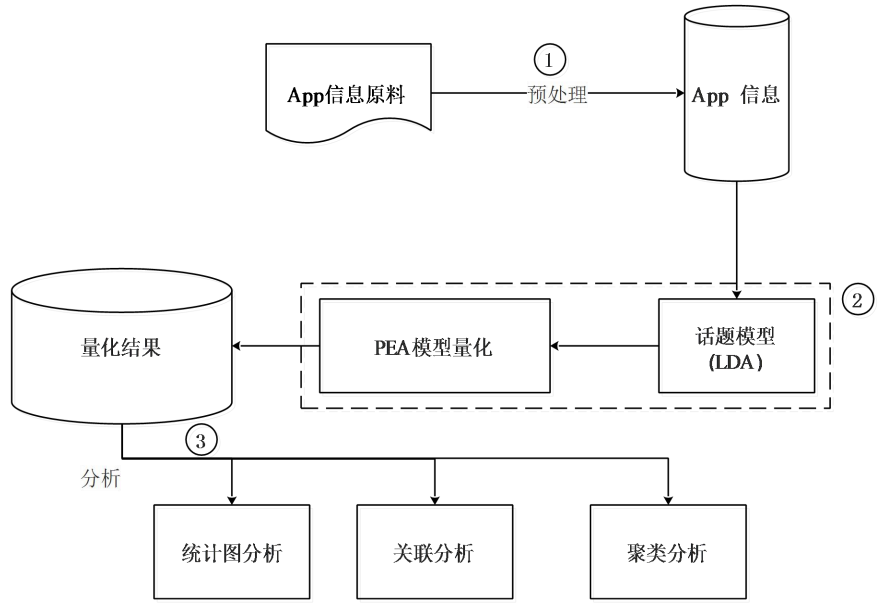 ①
App信息原料
预处理
App 信息
②
量化结果
PEA模型量化
话题模型
(LDA)
③
分析
统计图分析
关联分析
聚类分析